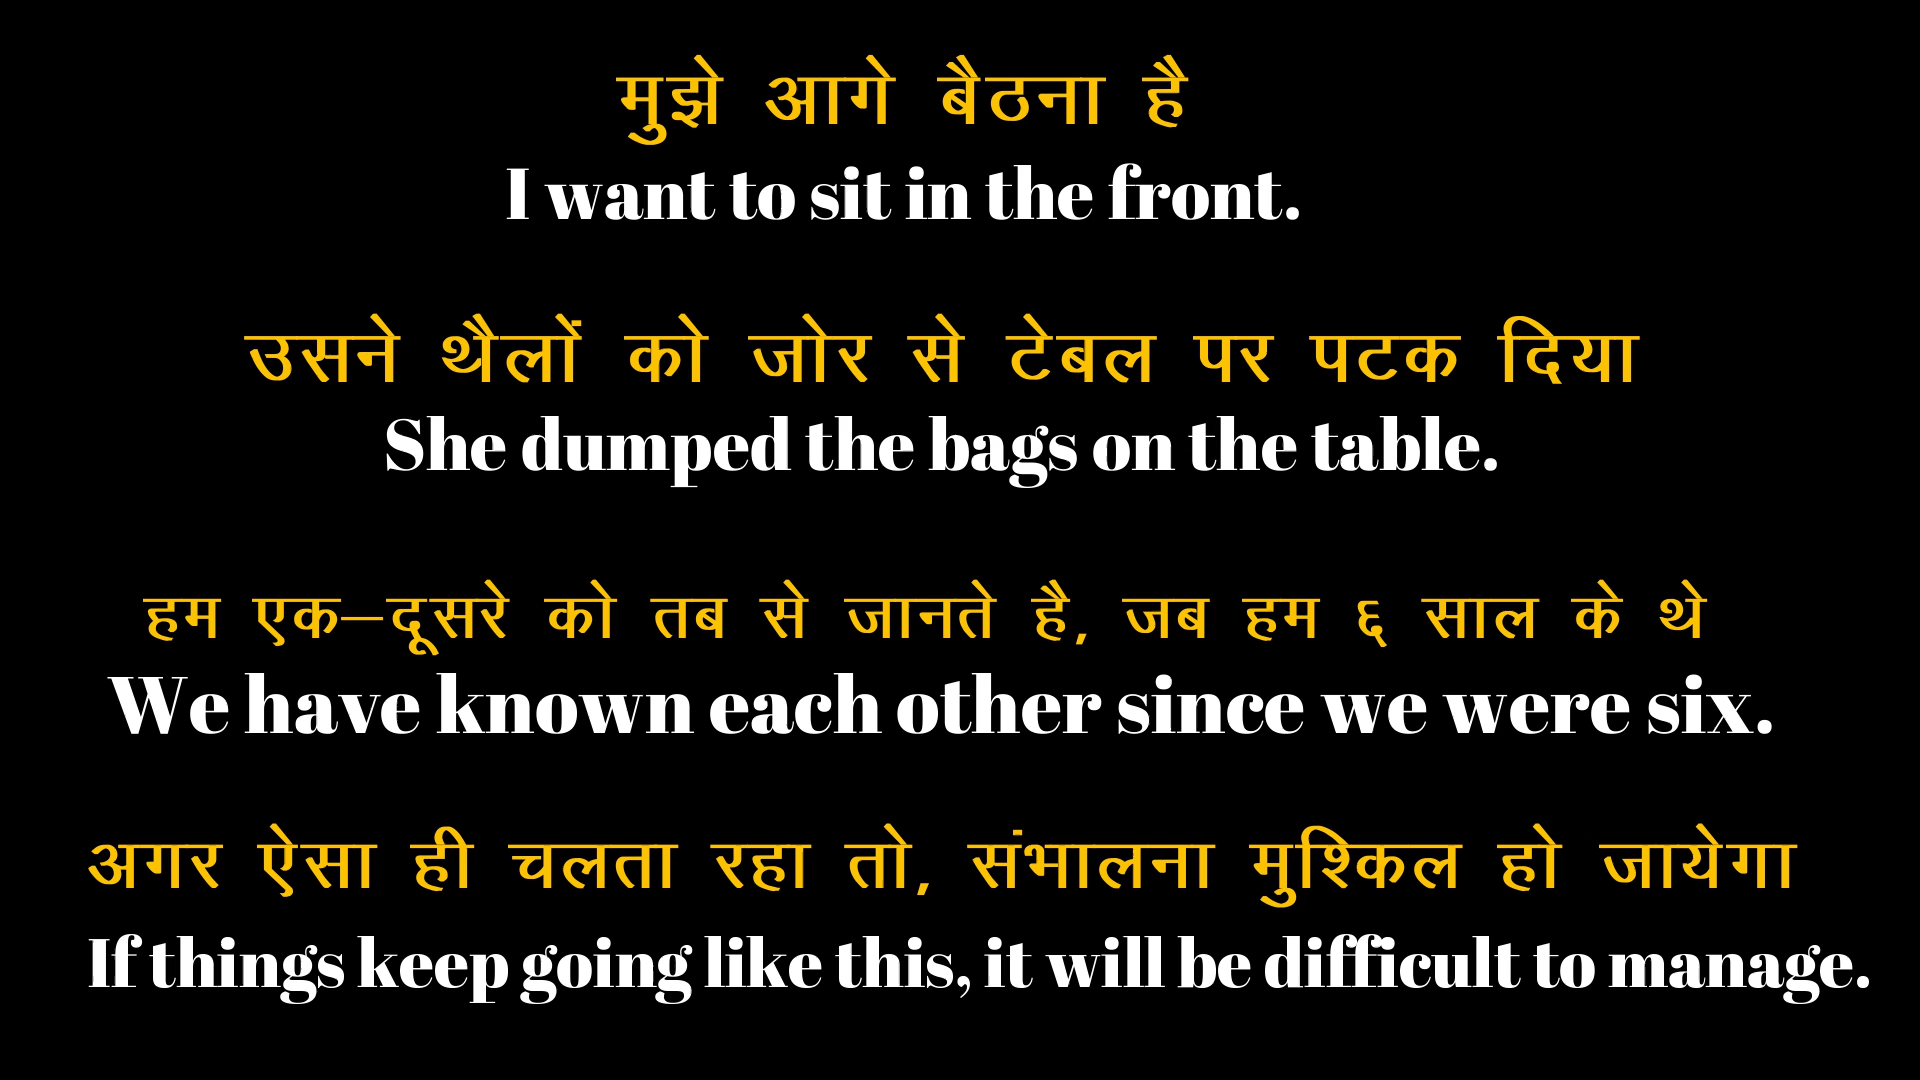 मुझे आगे बैठना है
I want to sit in the front.
उसने थैलों को जोर से टेबल पर पटक दिया
She dumped the bags on the table.
हम एक–दूसरे को तब से जानते है, जब हम ६ साल के थे
We have known each other since we were six.
अगर ऐसा ही चलता रहा तो, संभालना मुश्किल हो जायेगा
If things keep going like this, it will be difficult to manage.